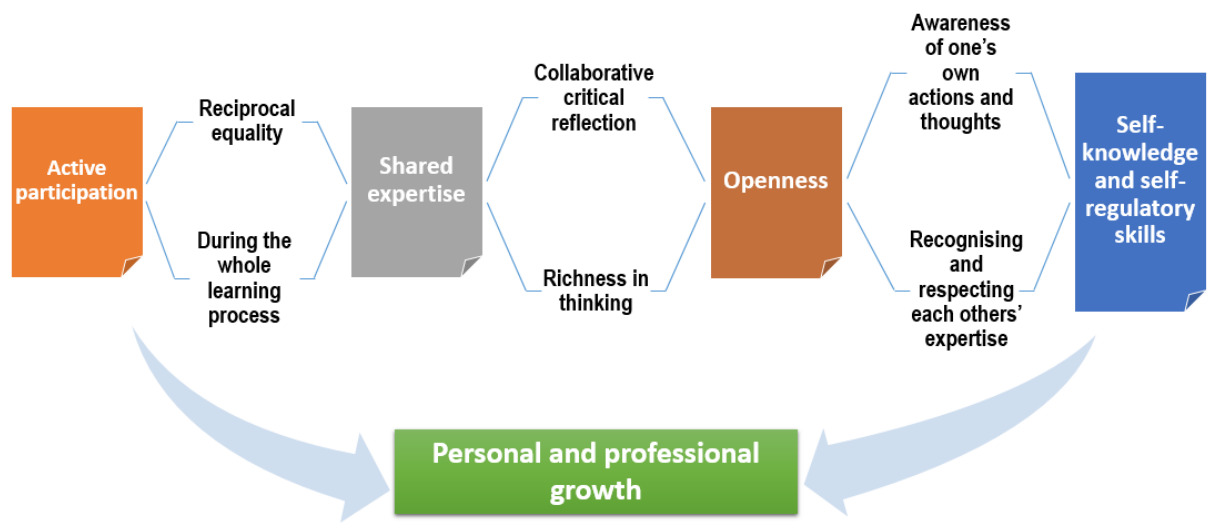 Active
participation
Reciprocal
equality
During the
whole
learning
process
Shared
expertise
Collaborative
critical
reflection
Richness in
thinking
Openness
Awareness
of one’s
own
actions and
thoughts
Recognising
and
respecting
each others’
expertise
Self-
knowledge
and self-
regulatory
skills
Personal and professional
growth